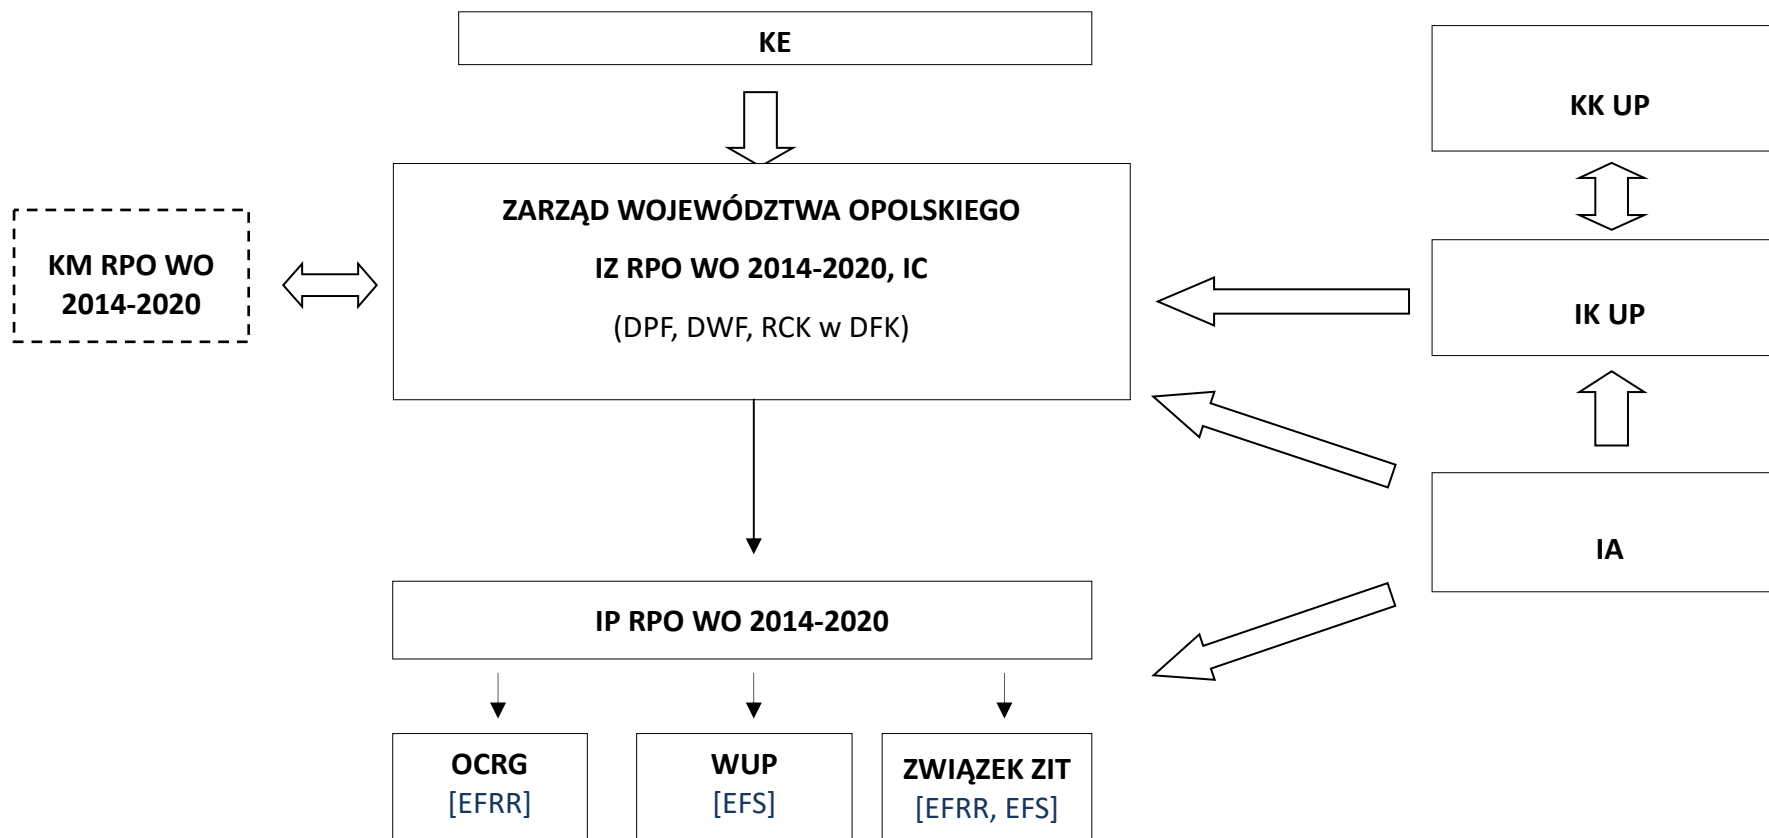 KE
KK UP
ZARZĄD WOJEWÓDZTWA OPOLSKIEGO
IZ RPO WO 2014-2020, IC
(DPF, DWF, RCK w DFK)
KM RPO WO
2014-2020
IK UP
IA
IP RPO WO 2014-2020
OCRG
[EFRR]
WUP
[EFS]
ZWIĄZEK ZIT
[EFRR, EFS]